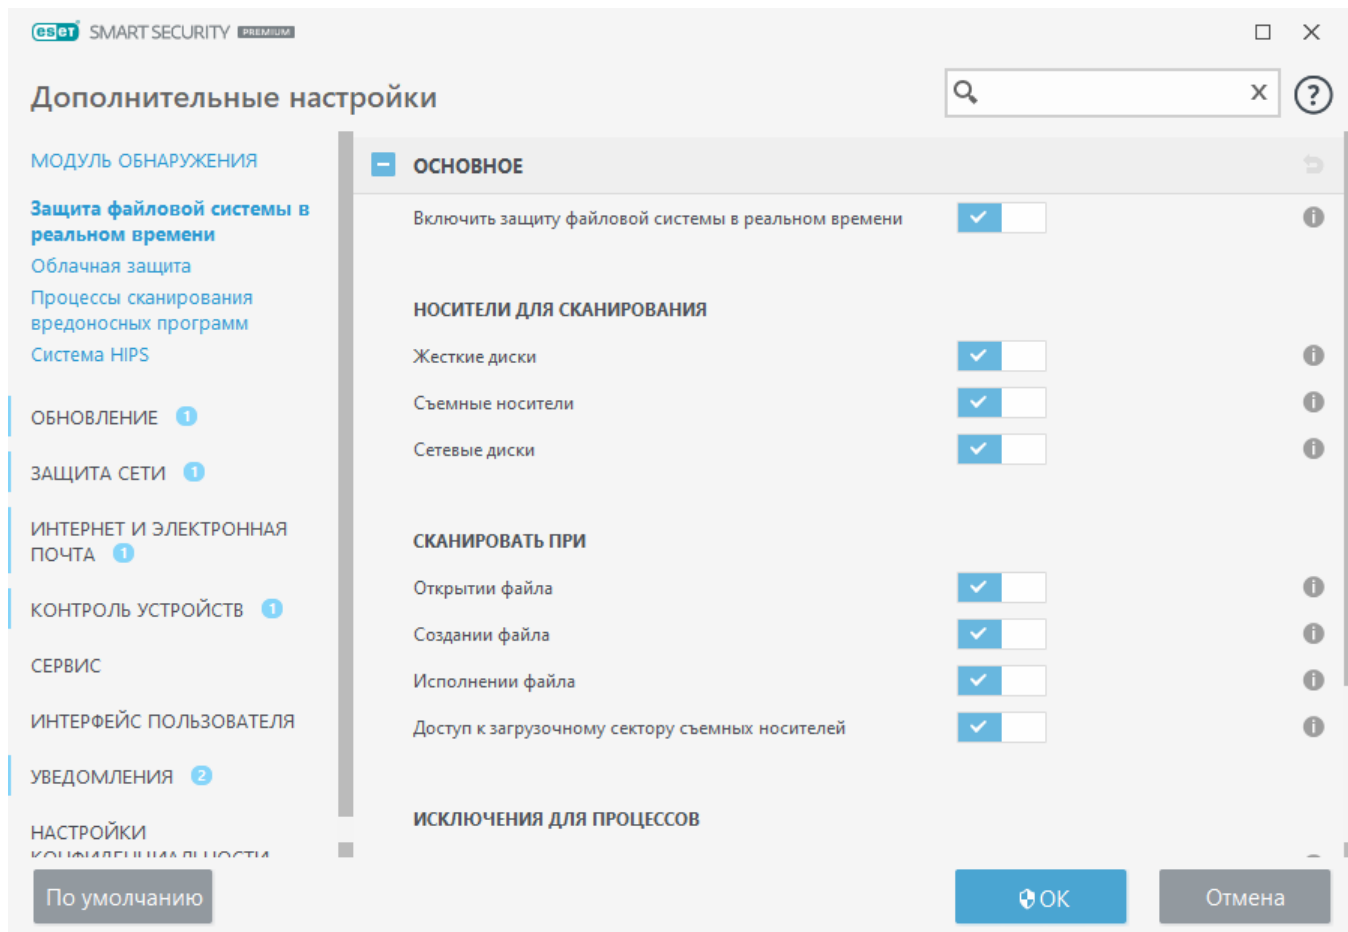 eset SMART SECURITY PREMIUM
Дополнительные настройки
X
?
МОДУЛЬ ОБНАРУЖЕНИЯ
Защита файловой системы в
реальном времени
Облачная защита
Процессы сканирования
вредоносных программ
Система HIPS
ОБНОВЛЕНИЕ 1
ЗАЩИТА СЕТИ 1
ИНТЕРНЕТ И ЭЛЕКТРОННАЯ
ПОЧТА 1
КОНТРОЛЬ УСТРОЙСТВ 1
СЕРВИС
ИНТЕРФЕЙС ПОЛЬЗОВАТЕЛЯ
УВЕДОМЛЕНИЯ 2
НАСТРОЙКИ
КОНФИДЕНЦИАЛЬНОСТИ
ОСНОВНОЕ
Включить защиту файловой системы в реальном времени
НОСИТЕЛИ ДЛЯ СКАНИРОВАНИЯ
Жесткие диски
Съемные носители
Сетевые диски
СКАНИРОВАТЬ ПРИ
Открытии файла
Создании файла
Исполнении файла
Доступ к загрузочному сектору съемных носителей
ИСКЛЮЧЕНИЯ ДЛЯ ПРОЦЕССОВ
По умолчанию
OK
Отмена